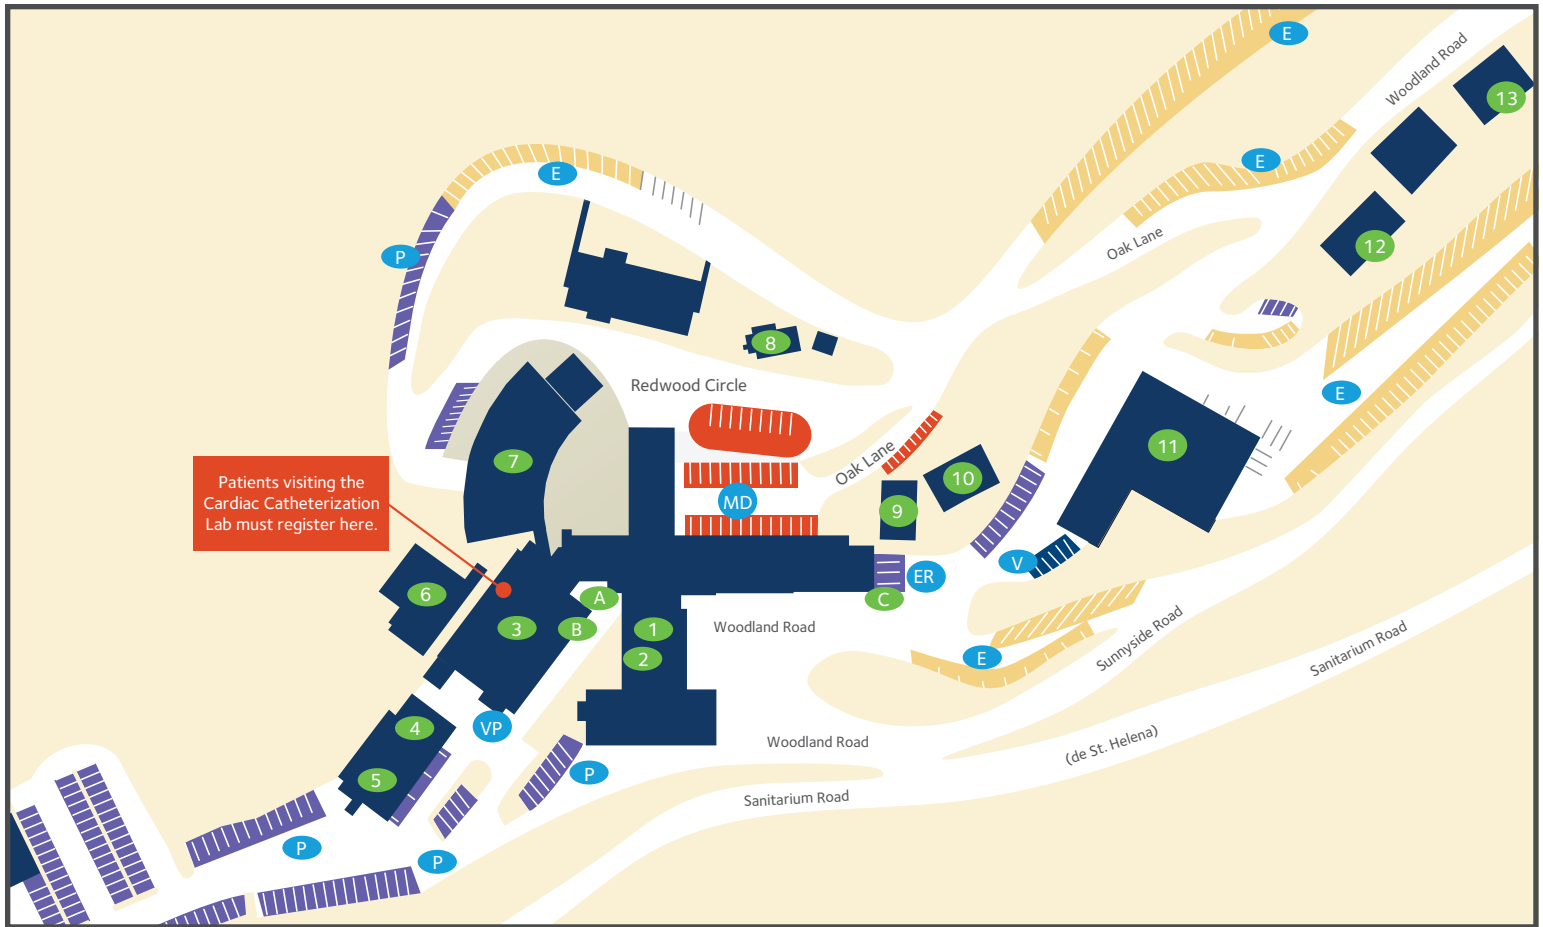 E
Woodland Road
13
E
E
P
Oak Lane
12
8
Redwood Circle
E
7
Oak Lane
11
Patients visiting the
Cardiac Catheterization
Lab must register here.
MD
10
9
V
ER
6
A
C
3
B
1
Woodland Road
2
E
Sunnyside Road
Sanitarium Road
4
VP
Woodland Road
(de St. Helena)
5
P
Sanitarium Road
P
P